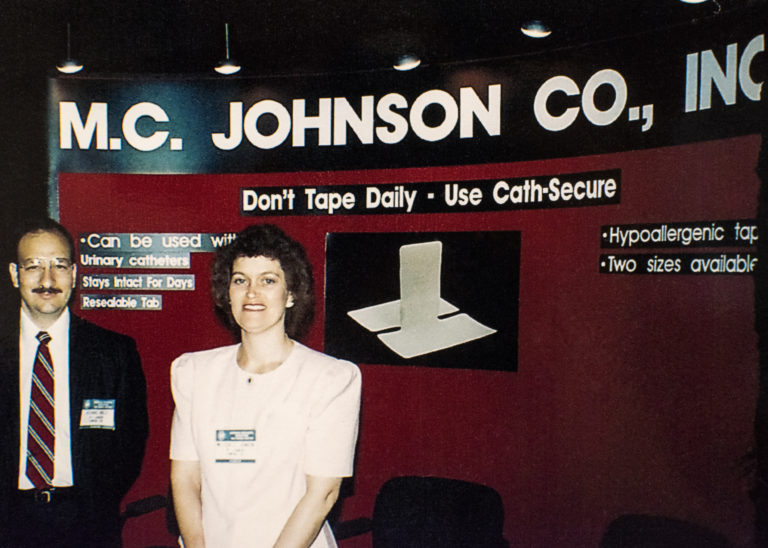 M.C. JOHNSON CO., INC
Don't Tape Daily - Use Cath-Secure
•Can be used with
Urinary catheters
Stays Intact For Days
Resealable Tab
•Hypoallergenic tap
•Two sizes available